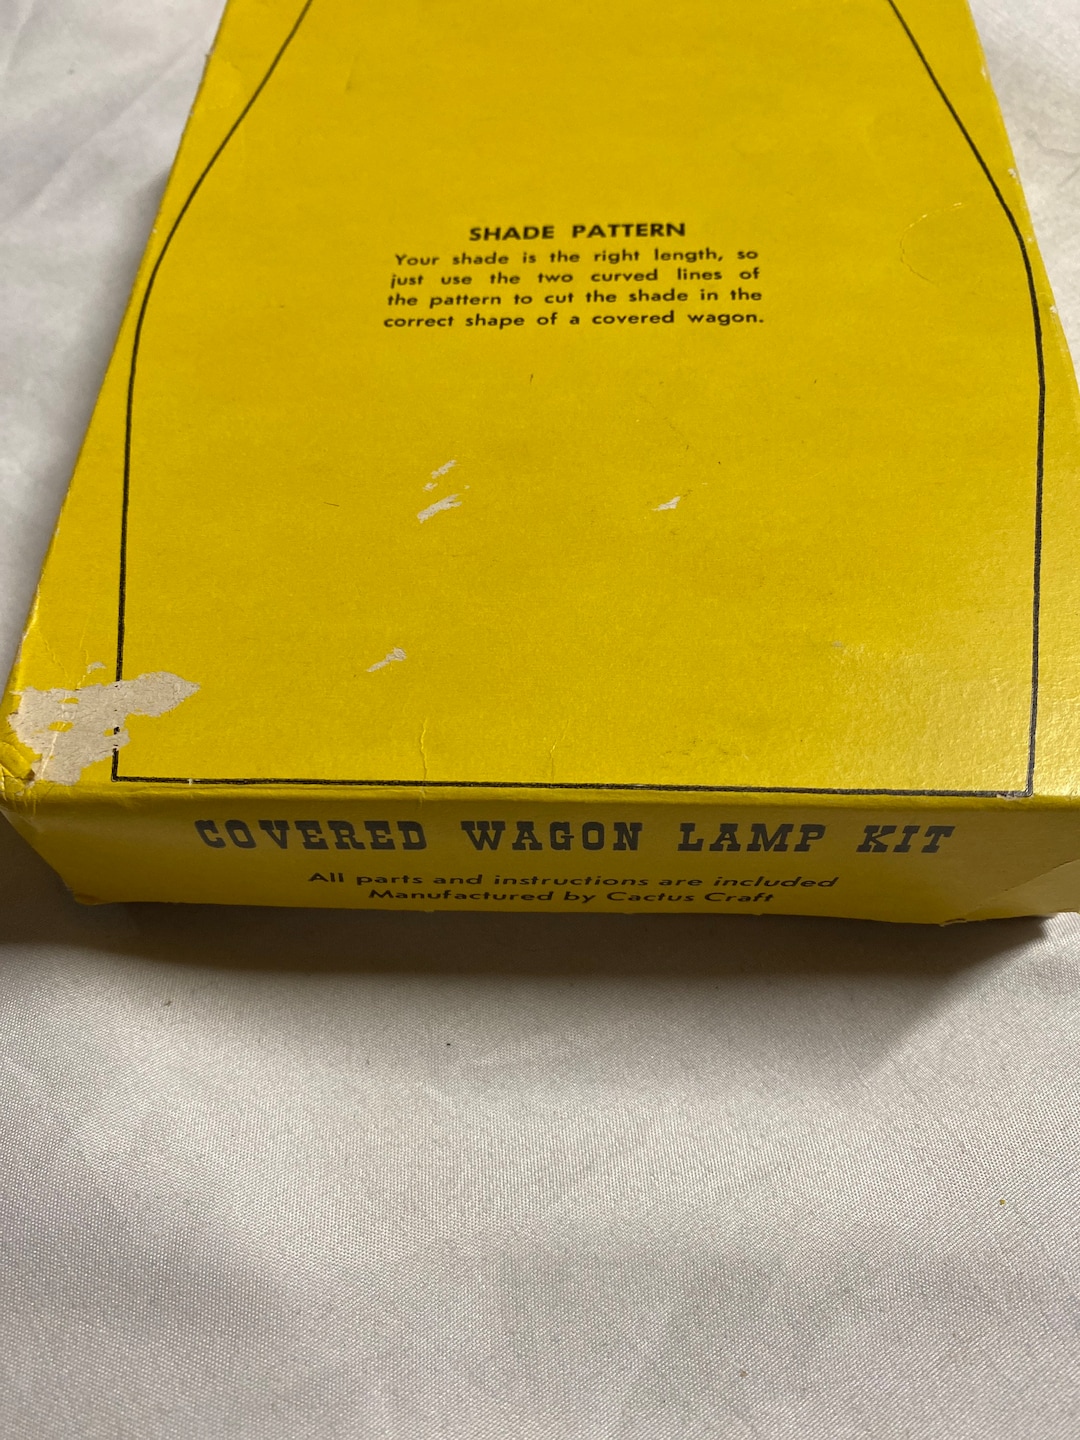 SHADE PATTERN
Your shade is the right length, so
just use the two curved lines of
the pattern to cut the shade in the
correct shape of a covered wagon.
COVERED WAGON LAMP KIT
All parts and instructions are included
Manufactured by Cactus Craft